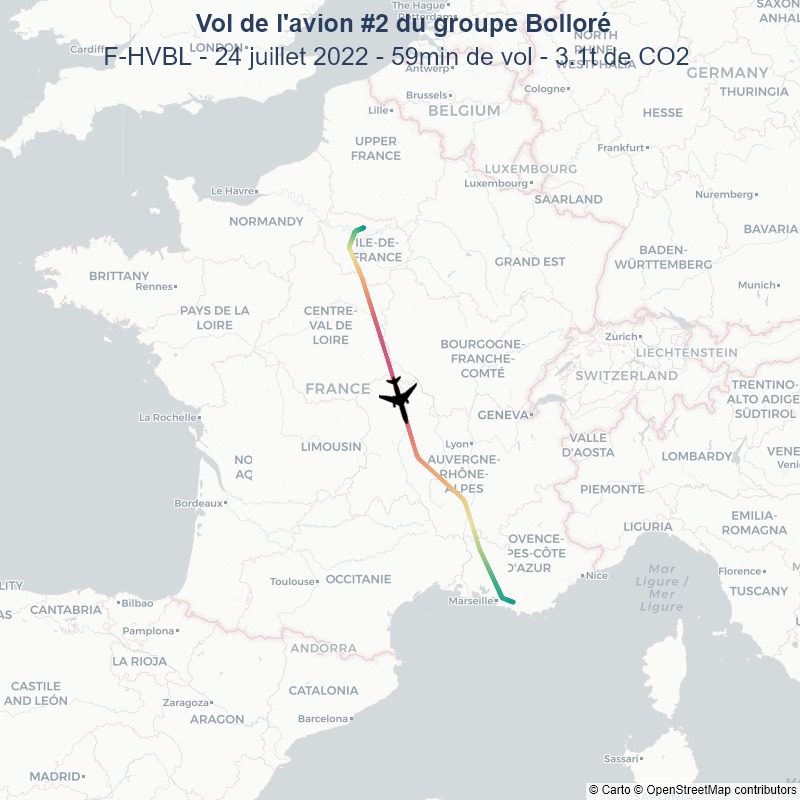 Vol de l'avion #2 du groupe Bolloré
F-HVBL - 24 juillet 2022 - 59min de vol - 3.1t de CO2
The Hague
Rotterdam
Cardiff
LONDON
NORTH
RHINE-
WESTPHALIA
SAXONY-
ANHALT
Antwerp
Brussels
BELGIUM
Cologne
GERMANY
THURINGIA
Lille
HESSE
UPPER
FRANCE
Frankfurt
LUXEMBOURG
Luxembourg
SAARLAND
Le Havre
NORMANDY
Nuremberg
BAVARIA
ILE-DE-
FRANCE
GRAND EST
BADEN-
WÜRTTEMBERG
BRITTANY
Rennes
Munich
PAYS DE LA
LOIRE
CENTRE-
VAL DE
LOIRE
BOURGOGNE-
FRANCHE-
COMTÉ
Zurich
LIECHTENSTEIN
SWITZERLAND
FRANCE
TRENTINO-
ALTO ADIGE
SÜDTIROL
La Rochelle
GENEVA
LIMOUSIN
Lyon
VALLE
D'AOSTA
LOMBARDY
VENE
Veni
NO
AQ
AUVERGNE-
RHÔNE-
ALPES
PIEMONTE
Bordeaux
EMILIA-
ROMAGNA
LIGURIA
OVENCE-
PES-CÔTE
D'AZUR
Nice
Mar
Ligure /
Mer
Ligure
Florence
TUSCANY
Toulouse
OCCITANIE
Marseille
LITY
AS
CANTABRIA
Bilbao
Pamplona
ANDORRA
LA RIOJA
CASTILE
AND LEÓN
Zaragoza
ARAGON
CATALONIA
Barcelona
MADRID
Sassari
© Carto © OpenStreetMap contributors